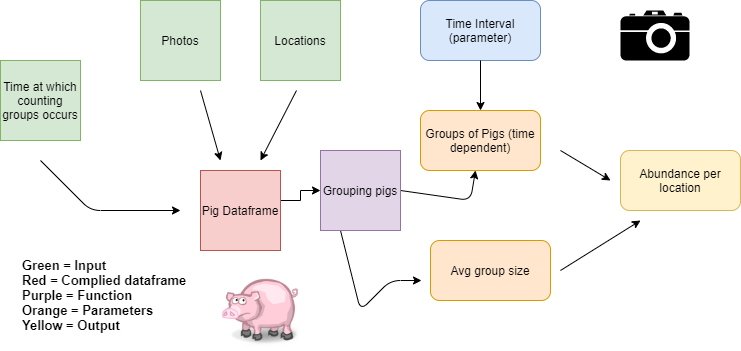 Time at which
counting
groups occurs
Photos
Locations
Time Interval
(parameter)
Groups of Pigs (time
dependent)
Pig Dataframe
Grouping pigs
Abundance per
location
Avg group size
Green = Input
Red = Complied dataframe
Purple = Function
Orange = Parameters
Yellow = Output